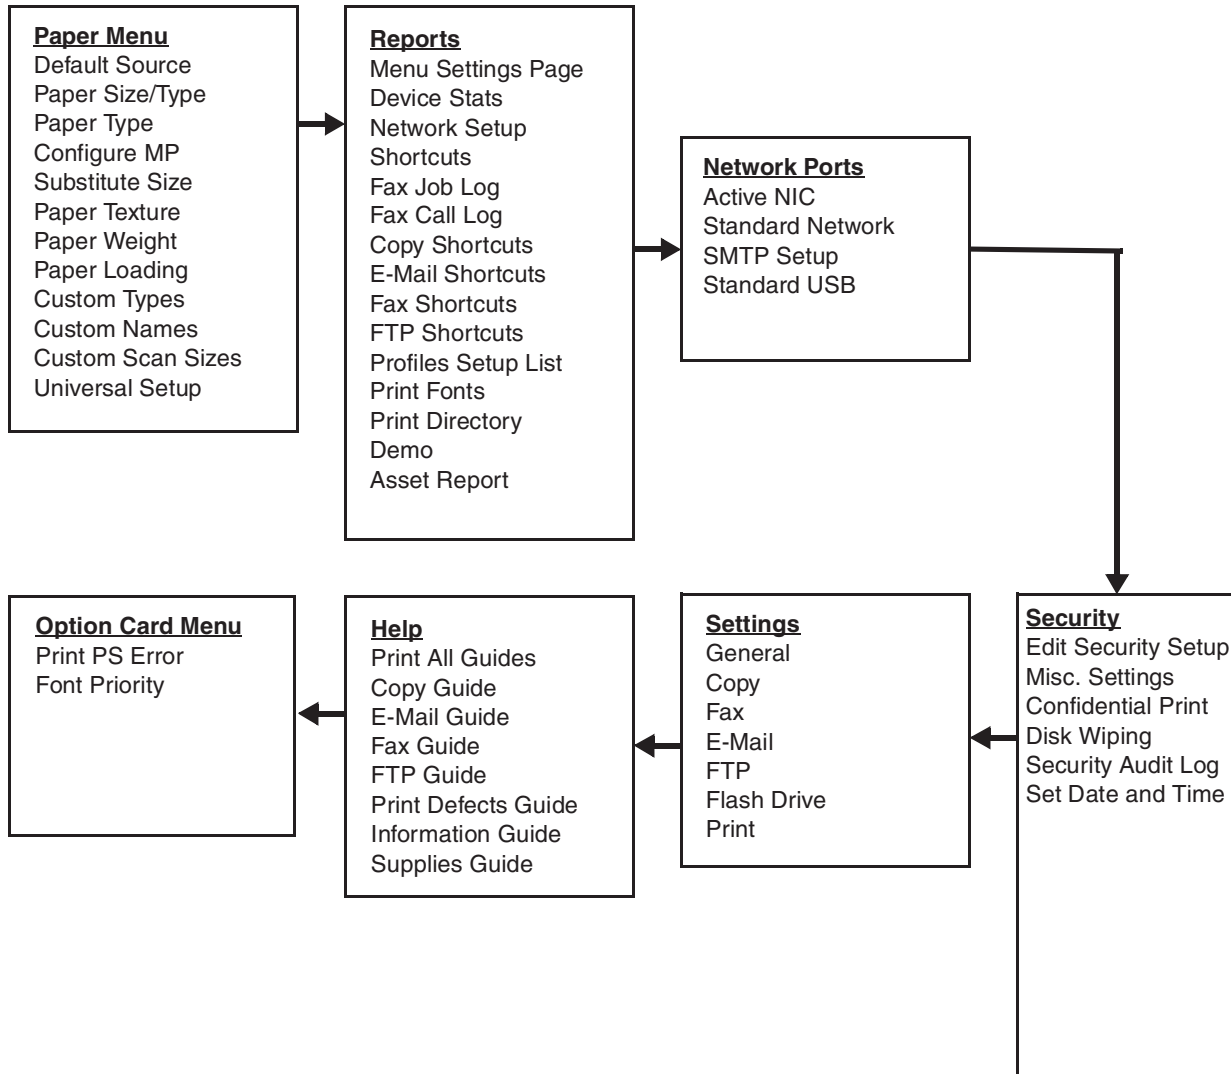 Paper Menu
Default Source
Paper Size/Type
Paper Type
Configure MP
Substitute Size
Paper Texture
Paper Weight
Paper Loading
Custom Types
Custom Names
Custom Scan Sizes
Universal Setup
Reports
Menu Settings Page
Device Stats
Network Setup
Shortcuts
Fax Job Log
Fax Call Log
Copy Shortcuts
E-Mail Shortcuts
Fax Shortcuts
FTP Shortcuts
Profiles Setup List
Print Fonts
Print Directory
Demo
Asset Report
Network Ports
Active NIC
Standard Network
SMTP Setup
Standard USB
Security
Edit Security Setup
Misc. Settings
Confidential Print
Disk Wiping
Security Audit Log
Set Date and Time
Settings
General
Copy
Fax
E-Mail
FTP
Flash Drive
Print
Help
Print All Guides
Copy Guide
E-Mail Guide
Fax Guide
FTP Guide
Print Defects Guide
Information Guide
Supplies Guide
Option Card Menu
Print PS Error
Font Priority